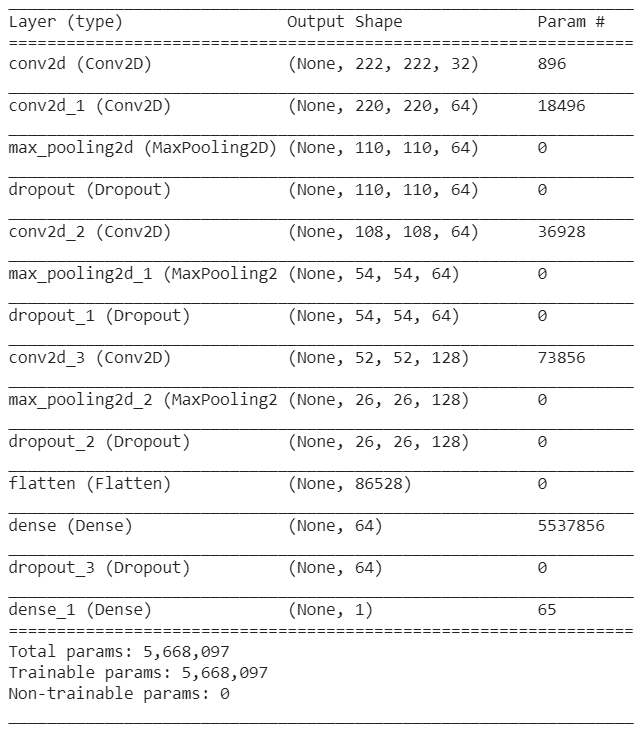 Layer (type) Output Shape Param #
conv2d (Conv2D) (None, 222, 222, 32) 896
conv2d_1 (Conv2D) (None, 220, 220, 64) 18496
max_pooling2d (MaxPooling2D) (None, 110, 110, 64) 0
dropout (Dropout) (None, 110, 110, 64) 0
conv2d_2 (Conv2D) (None, 108, 108, 64) 36928
max_pooling2d_1 (MaxPooling2 (None, 54, 54, 64) 0
dropout_1 (Dropout) (None, 54, 54, 64) 0
conv2d_3 (Conv2D) (None, 52, 52, 128) 73856
max_pooling2d_2 (MaxPooling2 (None, 26, 26, 128) 0
dropout_2 (Dropout) (None, 26, 26, 128) 0
flatten (Flatten) (None, 86528) 0
dense (Dense) (None, 64) 5537856
dropout_3 (Dropout) (None, 64) 0
dense_1 (Dense) (None, 1) 65
Total params: 5,668,097
Trainable params: 5,668,097
Non-trainable params: 0